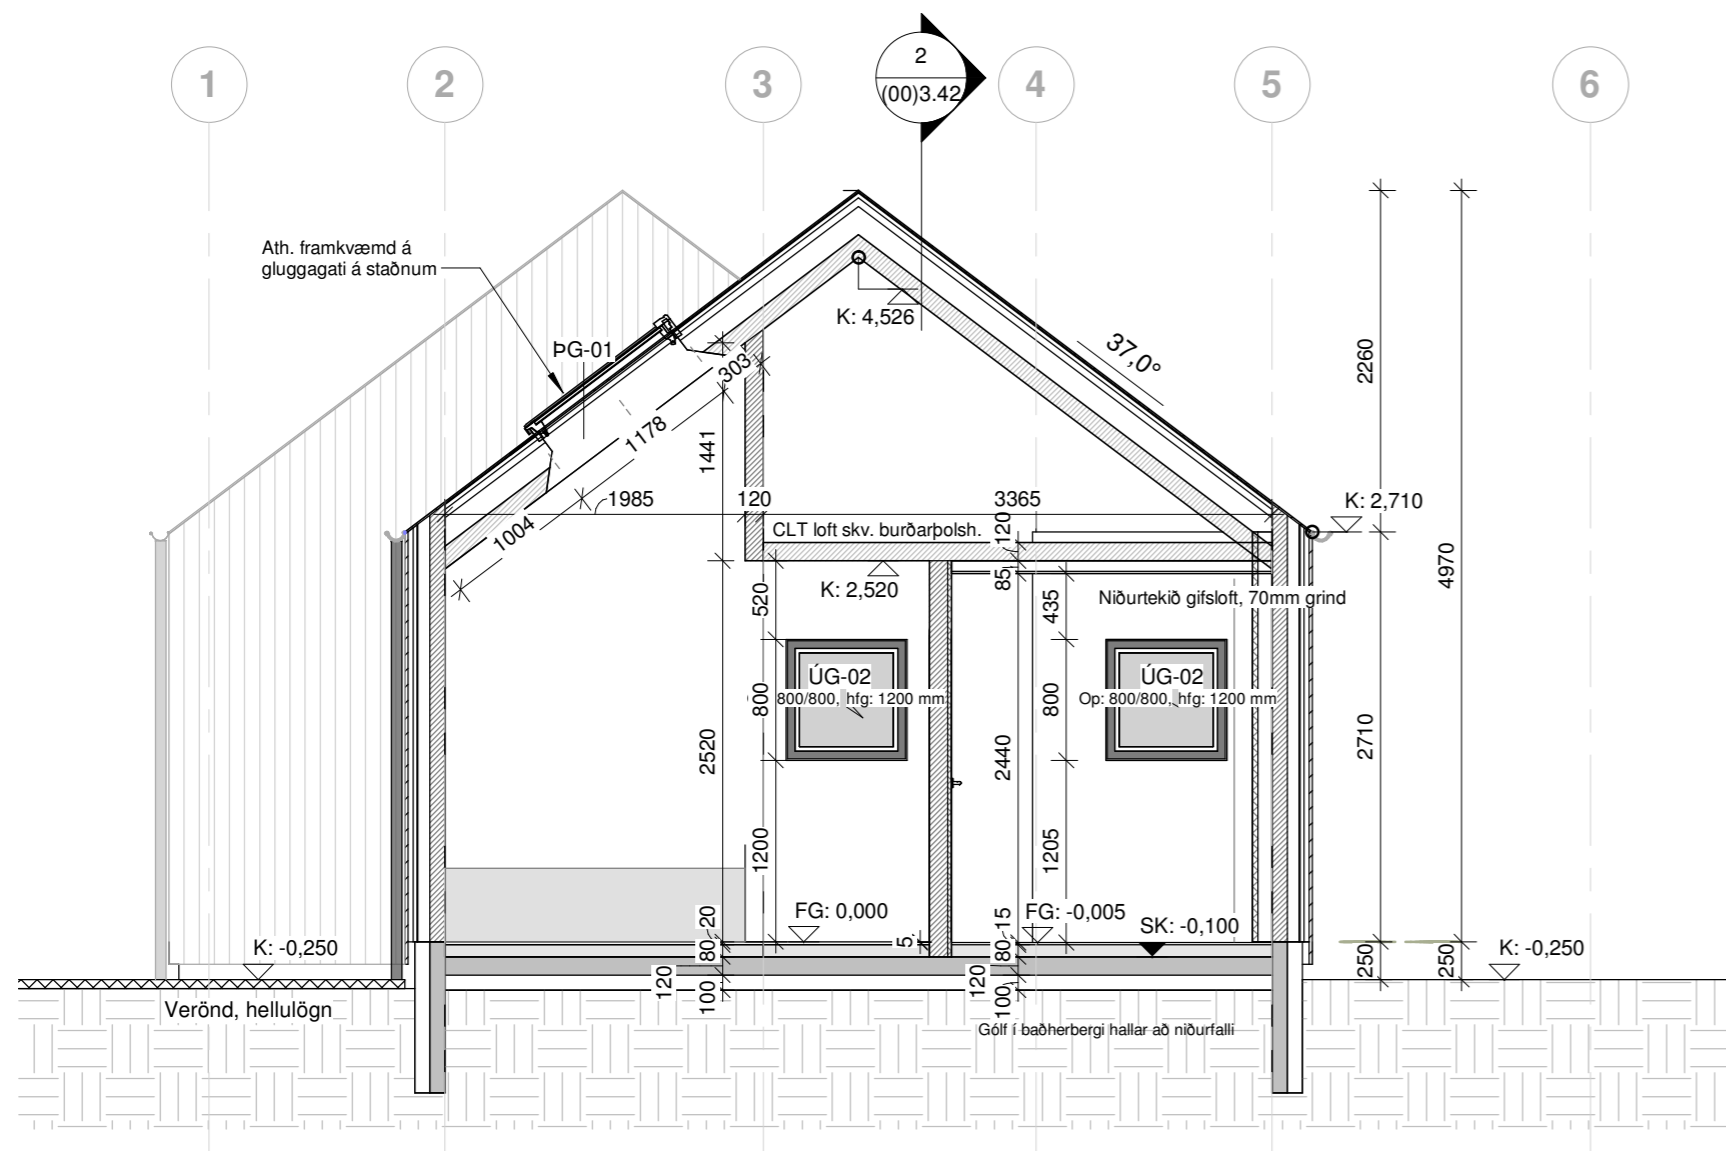 1
2
3
4
5
6
2
(00)3.42
Ath. framkvæmd á
gluggagati á staðnum
ÞG-01
K: 4,526
37,0°
303
1178
1004
1441
2260
4970
1985
120
3365
K: 2,710
CLT loft skv. burðarþolsh.
120
85
K: 2,520
520
435
Niðurtekið gifsloft, 70mm grind
ÚG-02
800/800, hfg: 1200 mm
ÚG-02
Op: 800/800, hfg: 1200 mm
800
800
2520
2440
2710
1200
1205
FG: 0,000
FG: -0,005
SK: -0,100
20
80
5
15
80
K: -0,250
250
250
K: -0,250
120
100
120
100
Verönd, hellulögn
Gólf í baðherbergi hallar að niðurfalli